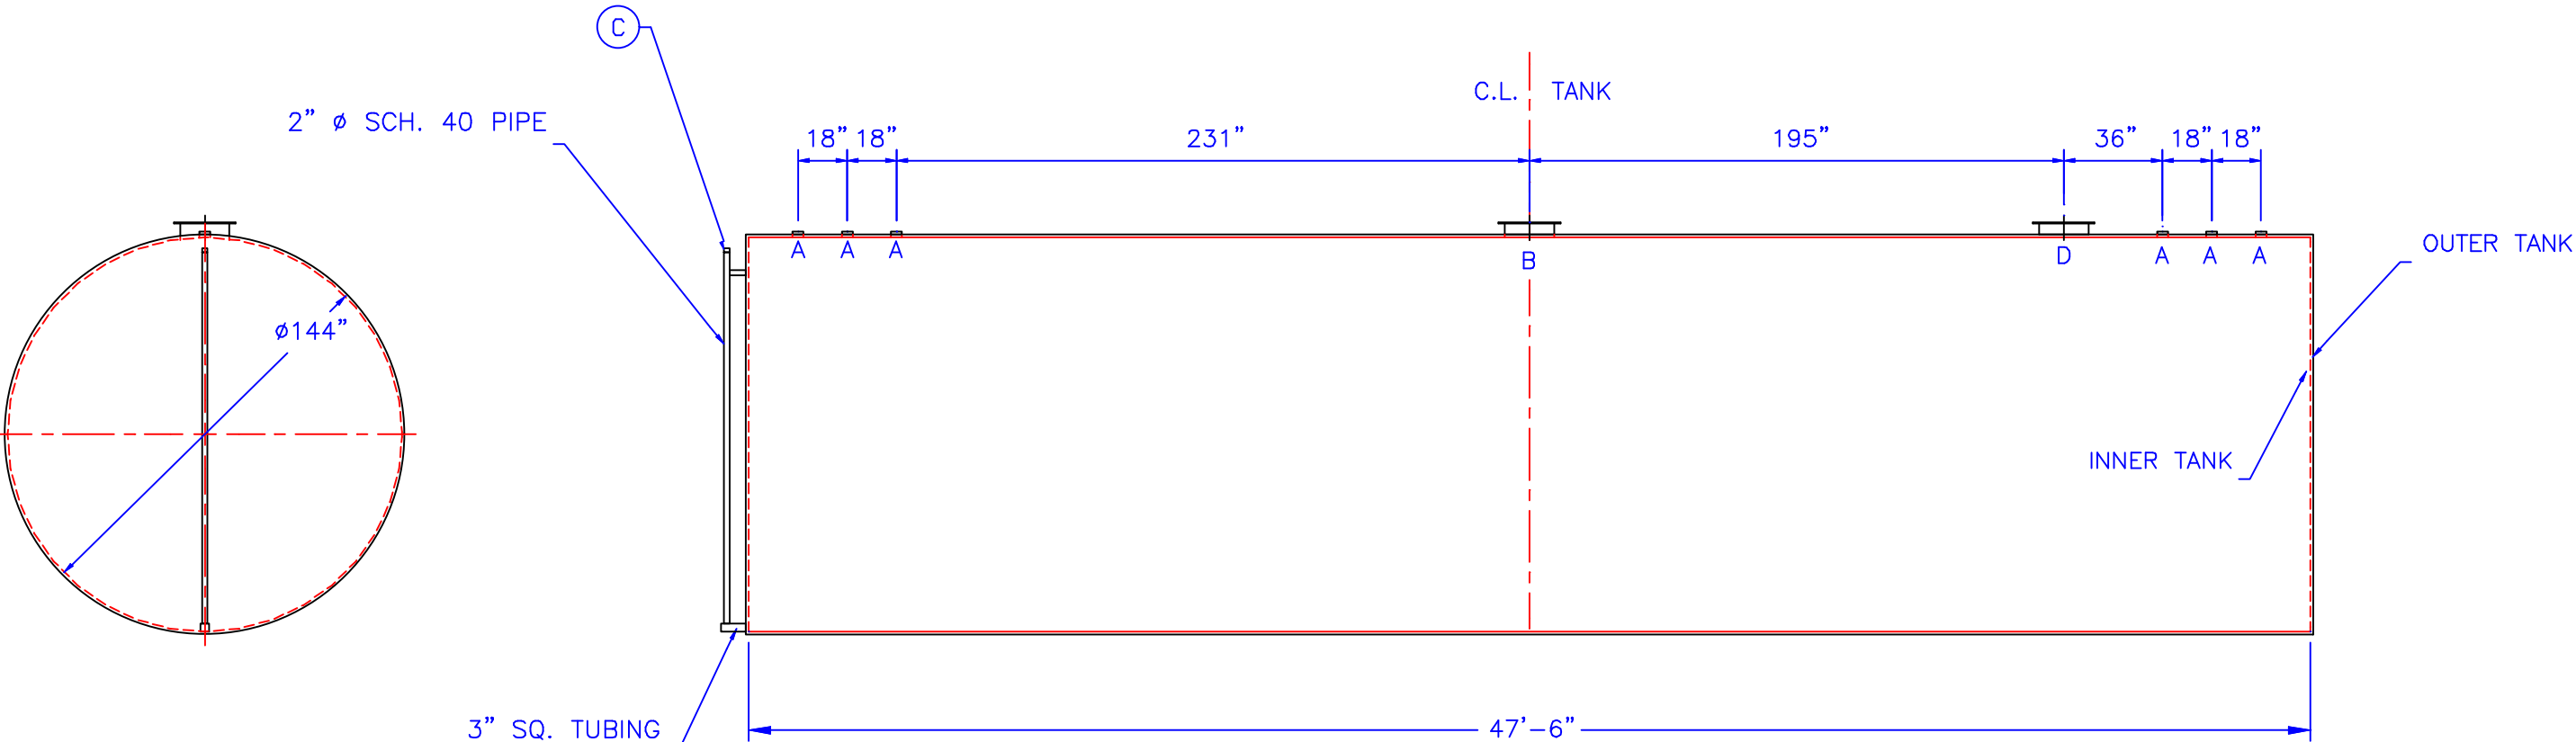 C
C.L. TANK
2” ø SCH. 40 PIPE
18” 18” 231” 195” 36” 18” 18”
A A A B D A A A
OUTER TANK
ø144”
INNER TANK
3” SQ. TUBING
47’-6”